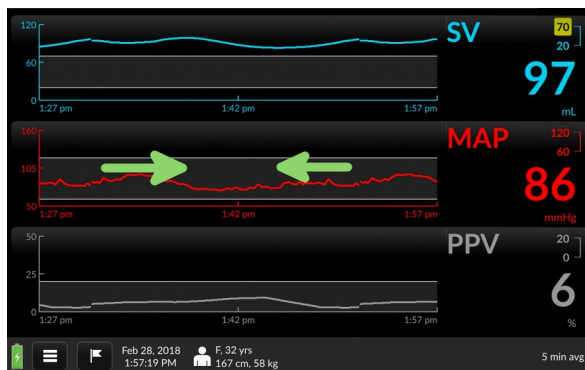 120
60
0
1:27 pm
1:42 pm
1:57 pm
SV
70
20
97
mL
160
105
50
1:27 pm
1:42 pm
1:57 pm
MAP
120
60
86
mmHg
50
25
0
1:27 pm
1:42 pm
1:57 pm
PPV
20
0
6
%
Feb 28, 2018
1:57:19 PM
F, 32 yrs
167 cm, 58 kg
5 min avg